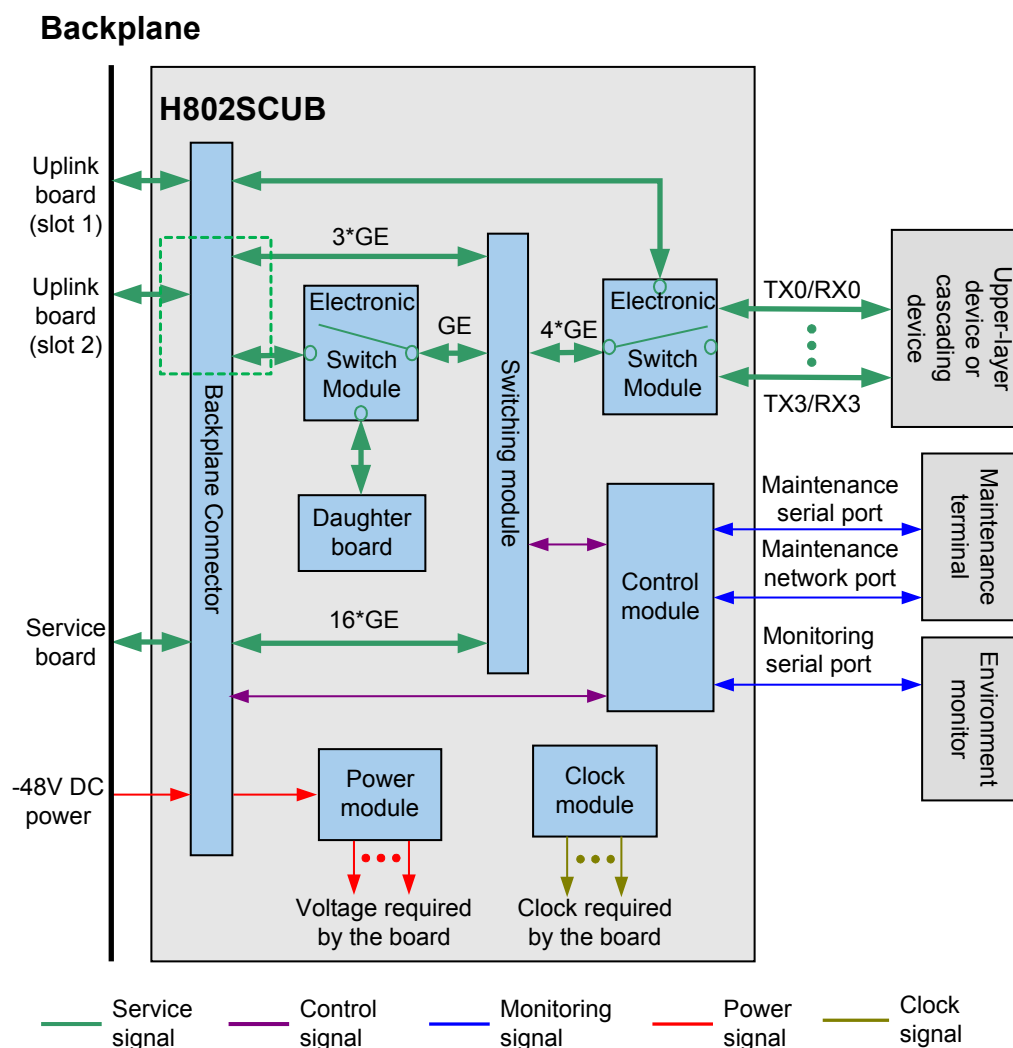 Backplane
H802SCUB
Uplink
board
(slot 1)
Uplink
board
(slot 2)
3*GE
Electronic
Switch
Module
GE
4*GE
Electronic
Switch
Module
TX0/RX0
TX3/RX3
Upper-layer
device or
cascading
device
Backplane Connector
Switching module
Daughter
board
Control
module
Maintenance
serial port
Maintenance
network port
Monitoring
serial port
Maintenance
terminal
Environment
monitor
Service
board
16*GE
-48V DC
power
Power
module
Clock
module
Voltage required
by the board
Clock required
by the board
Service
signal
Control
signal
Monitoring
signal
Power
signal
Clock
signal